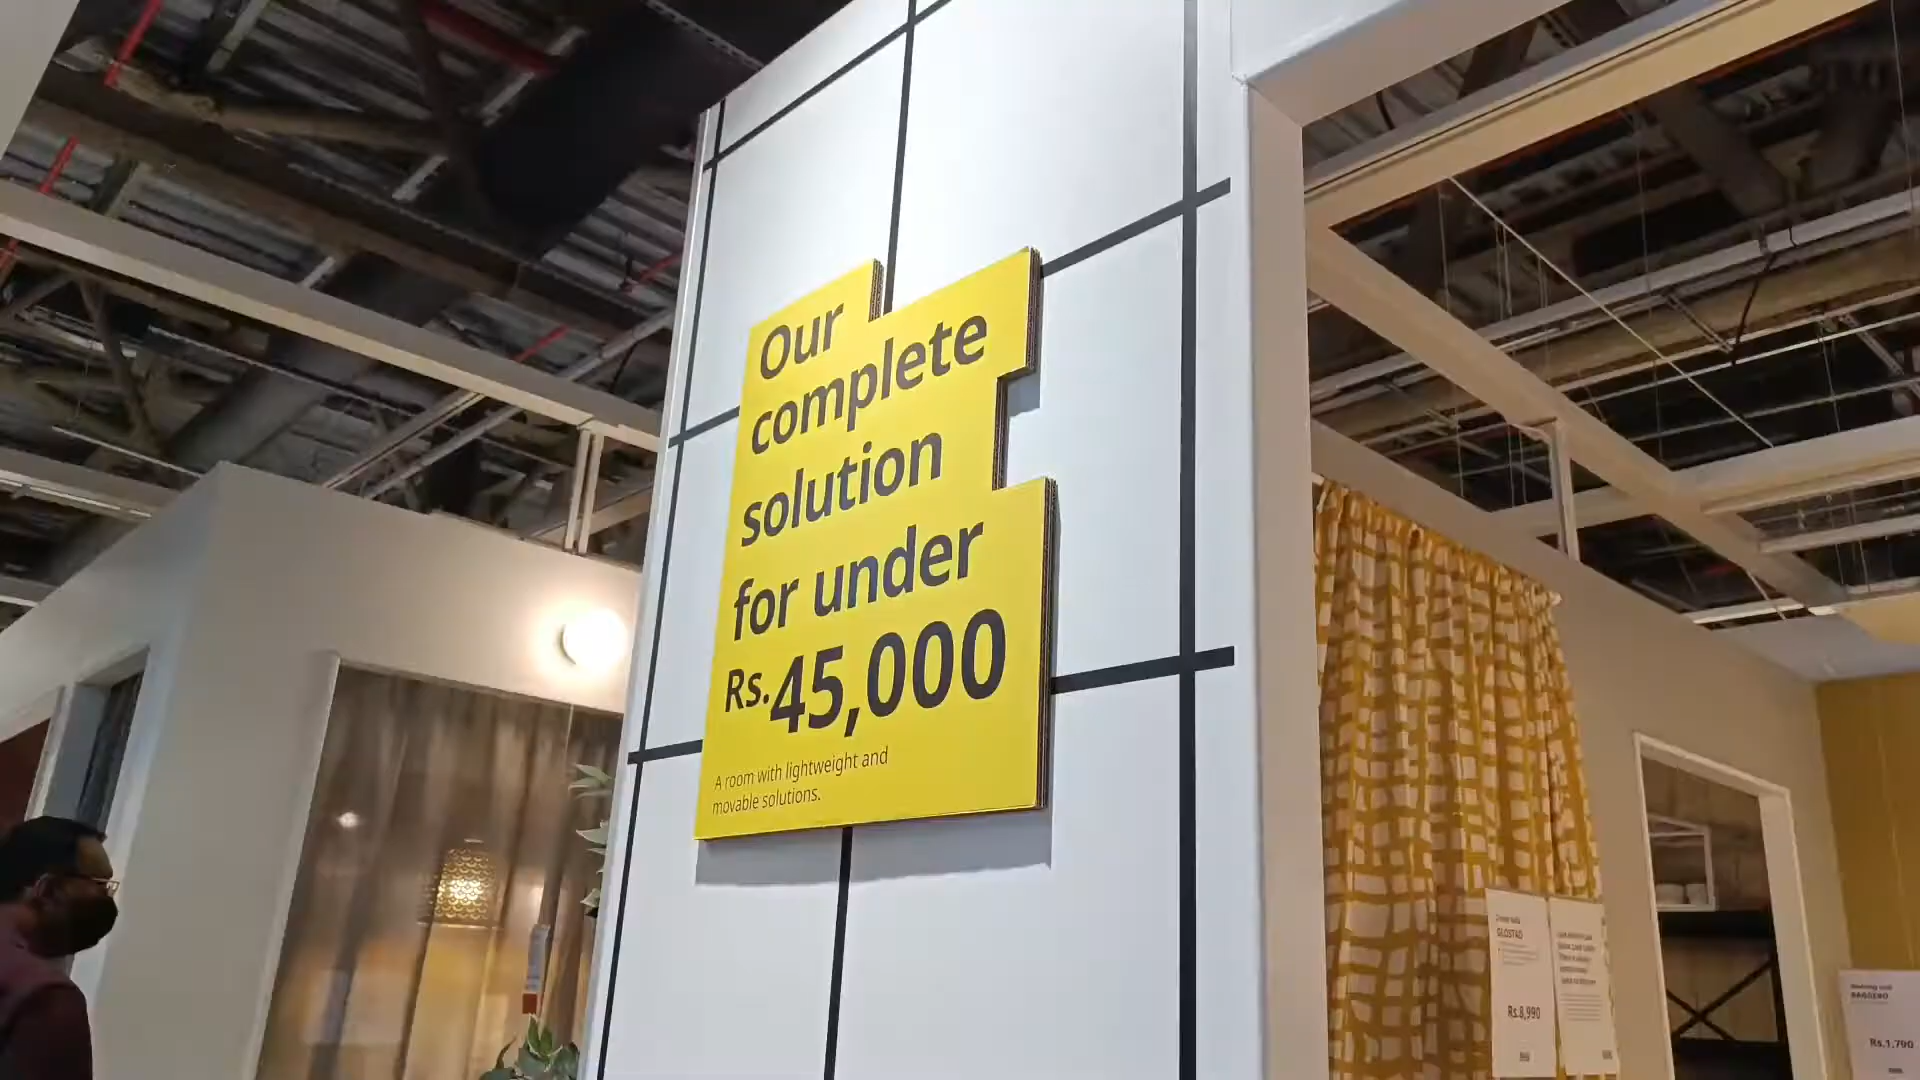 Our
complete
solution
for under
Rs.45,000
A room with lightweight and
movable solutions.
GLOSTAD
Rs.8,990
BAGGEBO
Rs.1,790